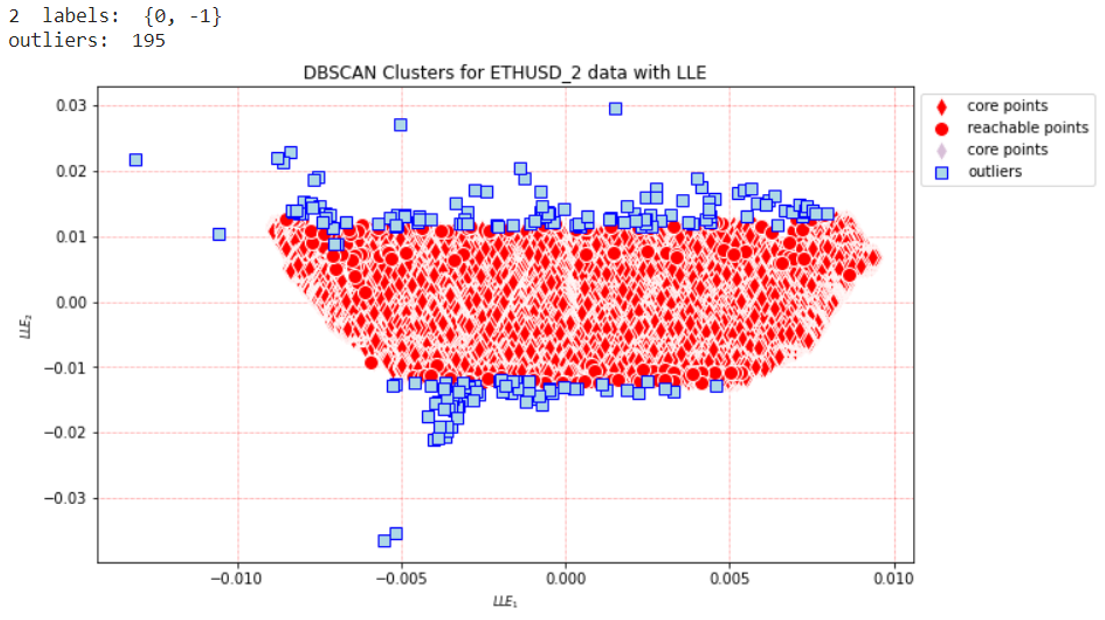 2  labels:  {0, -1}
outliers:  195
DBSCAN Clusters for ETHUSD_2 data with LLE
0.03
0.02
0.01
0.00
−0.01
−0.02
−0.03
LLE₂
−0.010
−0.005
0.000
0.005
0.010
LLE₁
core points
reachable points
core points
outliers